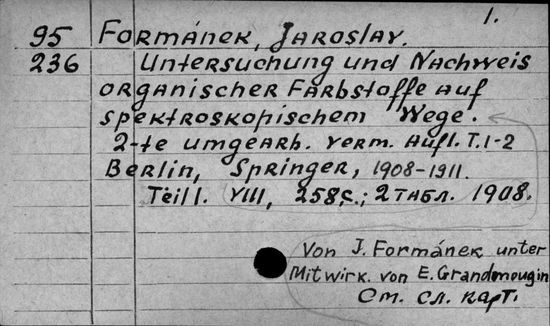 1.
95 Formánek, Jaroslav.
236 Untersuchung und Nachweis
organischer Farbstoffe auf
spektroskopischem Wege.
2-te umgearb. verm. Aufl. T.1-2
Berlin, Springer, 1908-1911.
Teil 1. VIII, 258с.; 2 табл. 1908.
Von J. Formánek unter
Mitwirk. von E. Grandmougin
См. сл. карт.